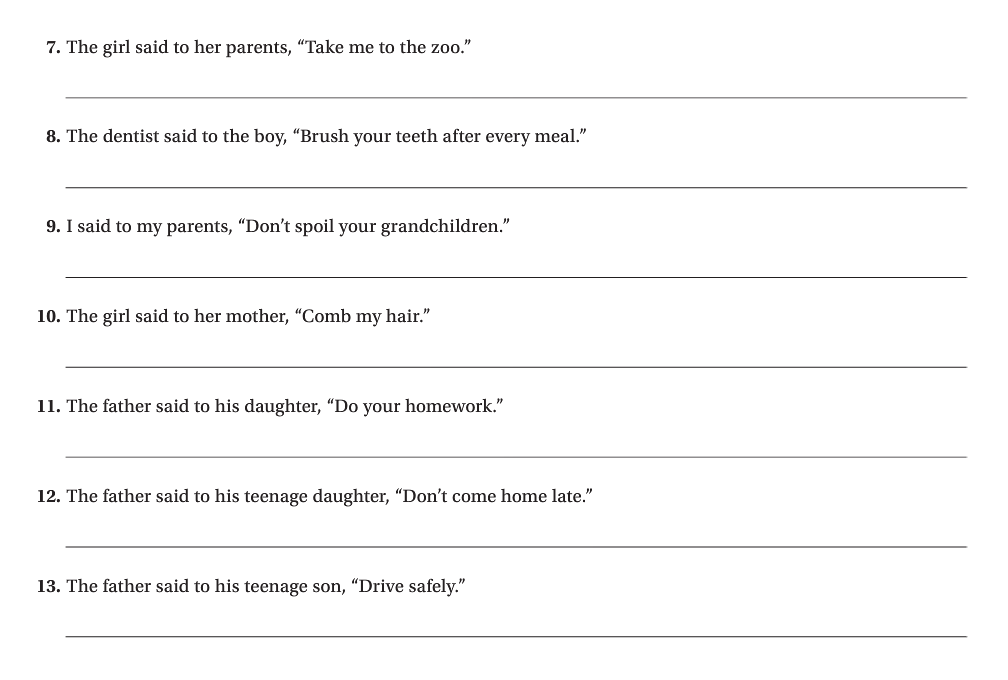 7. The girl said to her parents, “Take me to the zoo.”
8. The dentist said to the boy, “Brush your teeth after every meal.”
9. I said to my parents, “Don’t spoil your grandchildren.”
10. The girl said to her mother, “Comb my hair.”
11. The father said to his daughter, “Do your homework.”
12. The father said to his teenage daughter, “Don’t come home late.”
13. The father said to his teenage son, “Drive safely.”